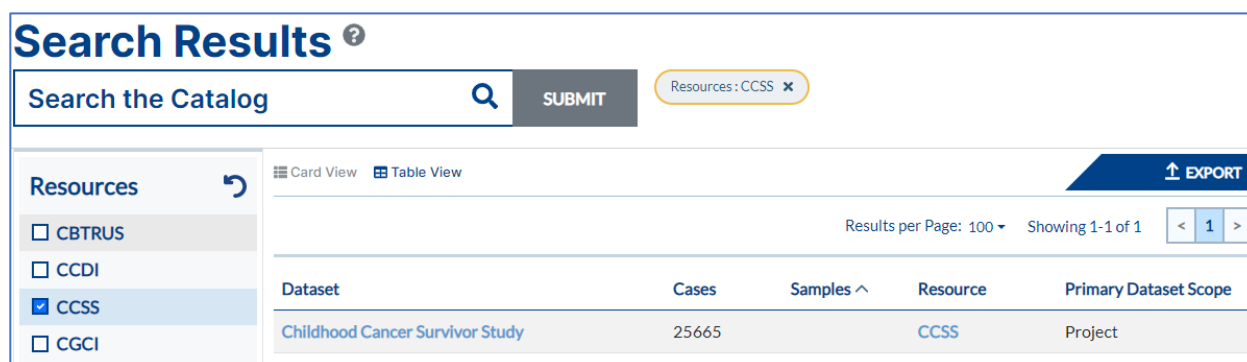 Search Results ?
Search the Catalog
SUBMIT
Resources : CCSS ×
Resources
CBTRUS
CCDI
CCSS
CGCI
Card View Table View
EXPORT
Results per Page: 100 Showing 1-1 of 1 < 1 >
Dataset Cases Samples Resource Primary Dataset Scope
Childhood Cancer Survivor Study 25665 CCSS Project